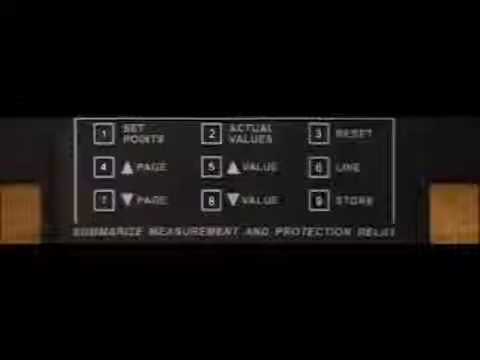 1 SET POINTS
2 ACTUAL VALUES
3 RESET
4 ▲ PAGE
5 ▲ VALUE
6 LINE
7 ▼ PAGE
8 ▼ VALUE
9 STORE
SUMMARIZE MEASUREMENT AND PROTECTION RELAY